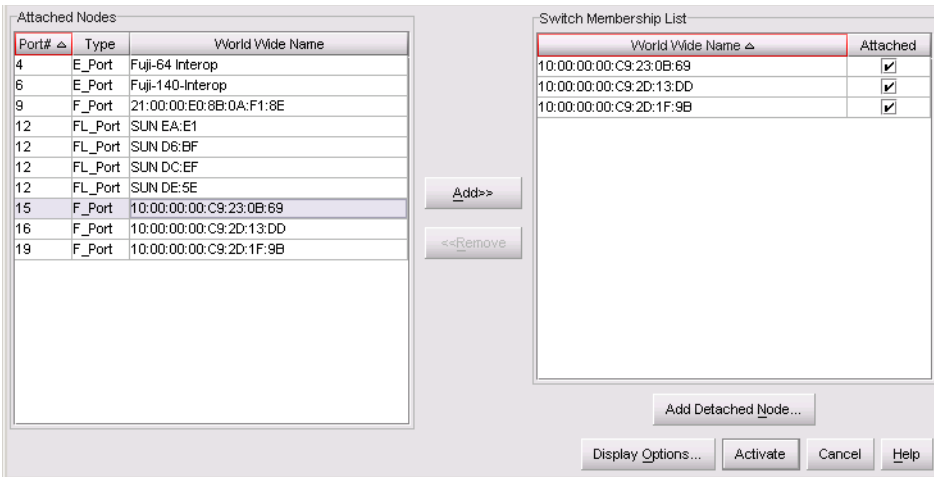 Attached Nodes
Port# Type World Wide Name
4 E_Port Fuji-64 Interop
6 E_Port Fuji-140-Interop
9 F_Port 21:00:00:E0:8B:0A:F1:8E
12 FL_Port SUN EA:E1
12 FL_Port SUN D6:BF
12 FL_Port SUN DC:EF
12 FL_Port SUN DE:5E
15 F_Port 10:00:00:00:C9:23:0B:69
16 F_Port 10:00:00:00:C9:2D:13:DD
19 F_Port 10:00:00:00:C9:2D:1F:9B
Add>>
<<Remove
Switch Membership List
World Wide Name Attached
10:00:00:00:C9:23:0B:69
10:00:00:00:C9:2D:13:DD
10:00:00:00:C9:2D:1F:9B
Add Detached Node...
Display Options... Activate Cancel Help